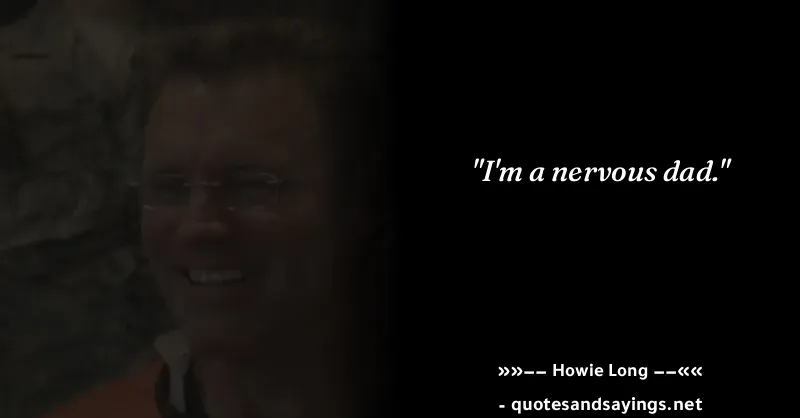 "I'm a nervous dad."
»»–– Howie Long ––««
- quotesandsayings.net